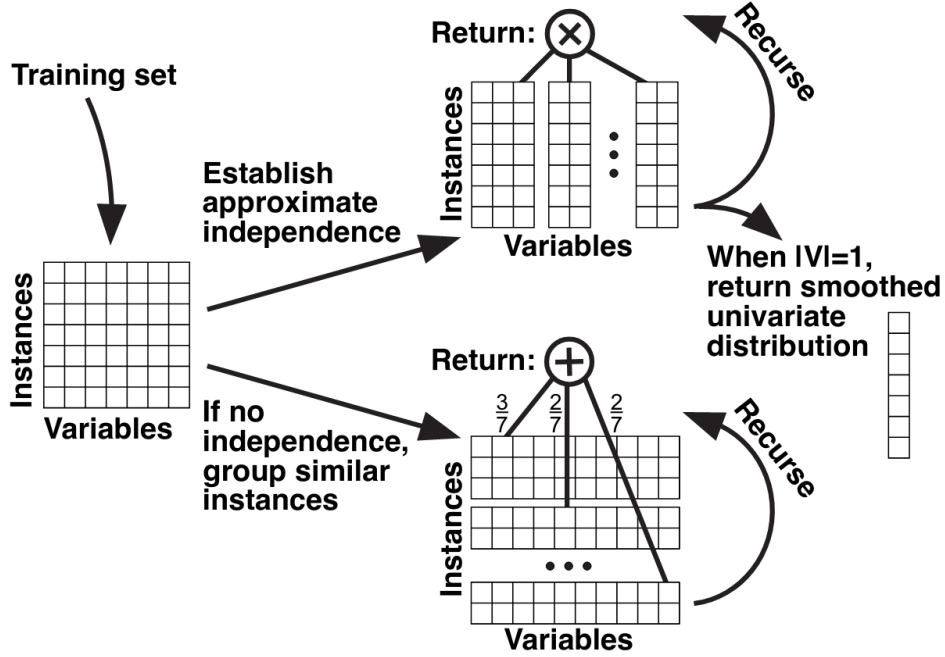 Training set
Instances
Variables
Establish
approximate
independence
If no
independence,
group similar
instances
Return: ×
Instances
Variables
Recurse
When |V|=1,
return smoothed
univariate
distribution
Return: +
3/7 2/7 2/7
Instances
Variables
Recurse